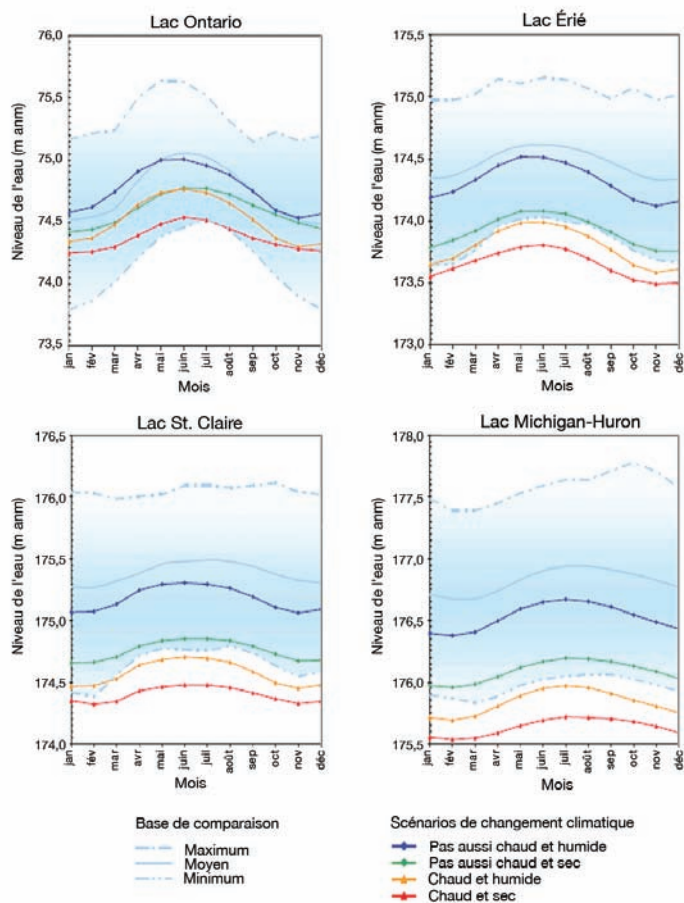 Lac Ontario
Niveau de l'eau (m anm)
76,0
75,5
75,0
74,5
74,0
73,5
jan
fév
mar
avr
mai
juin
juil
août
sep
oct
nov
déc
Mois
Lac Érié
Niveau de l'eau (m anm)
175,5
175,0
174,5
174,0
173,5
173,0
jan
fév
mar
avr
mai
juin
juil
août
sep
oct
nov
déc
Mois
Lac St. Claire
Niveau de l'eau (m anm)
176,5
176,0
175,5
175,0
174,5
174,0
jan
fév
mar
avr
mai
juin
juil
août
sep
oct
nov
déc
Mois
Lac Michigan-Huron
Niveau de l'eau (m anm)
178,0
177,5
177,0
176,5
176,0
175,5
jan
fév
mar
avr
mai
juin
juil
août
sep
oct
nov
déc
Mois
Base de comparaison
Maximum
Moyen
Minimum
Scénarios de changement climatique
Pas aussi chaud et humide
Pas aussi chaud et sec
Chaud et humide
Chaud et sec